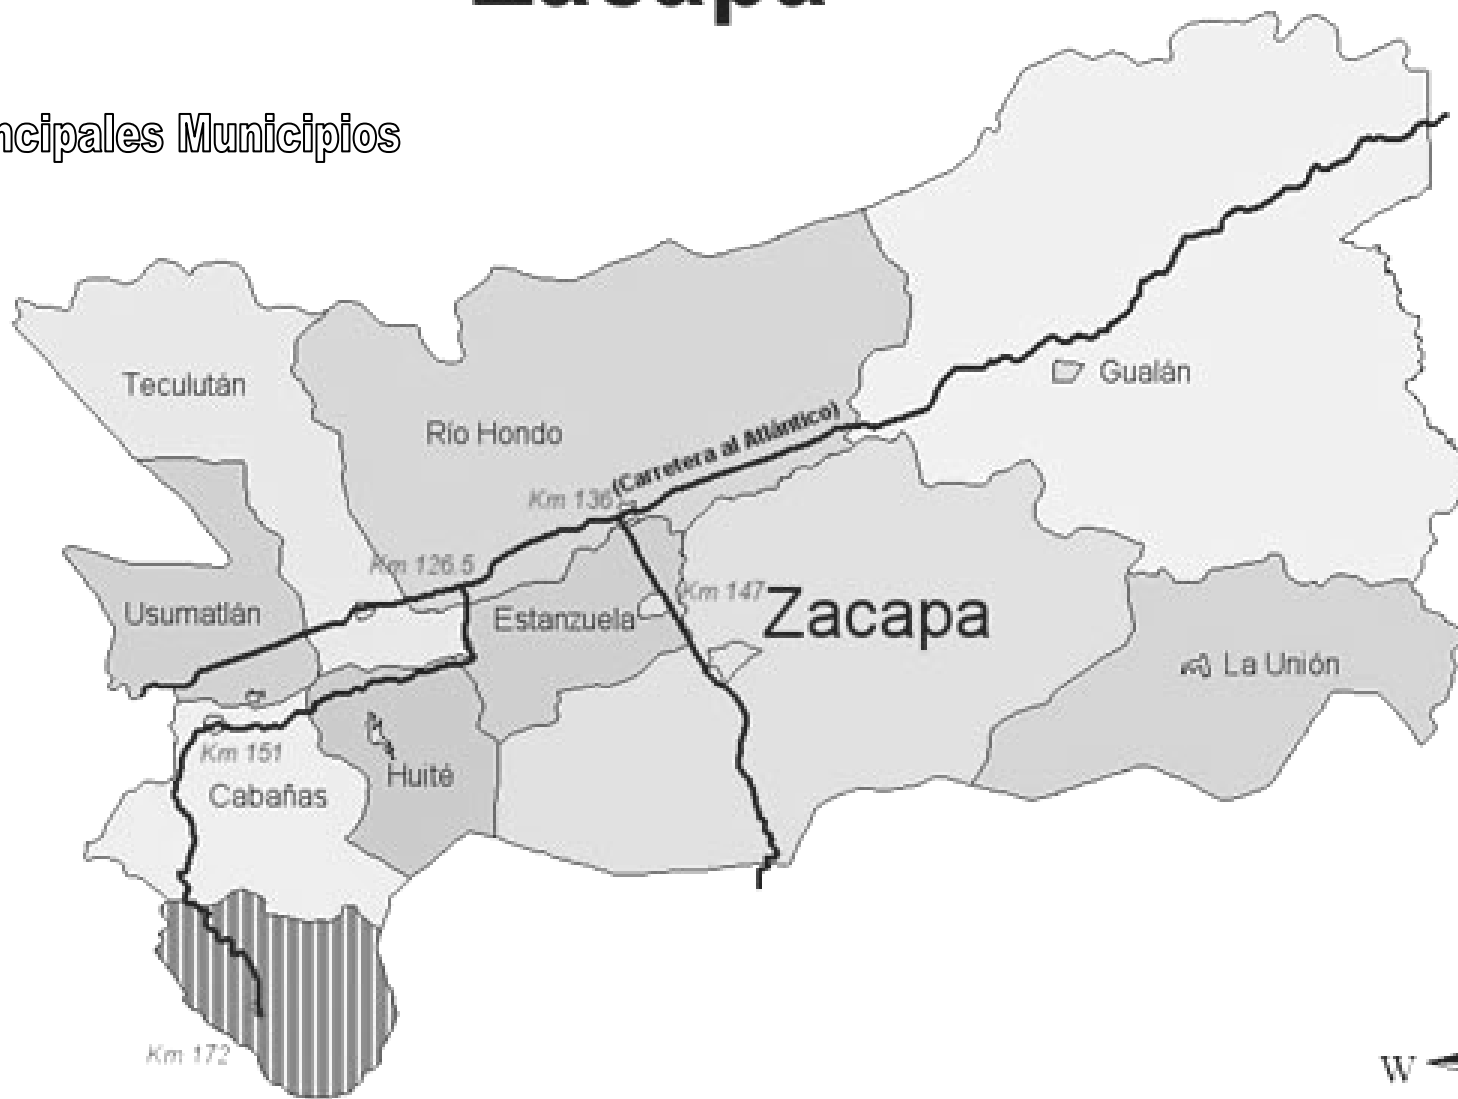 Zacapa
ncipales Municipios
Teculután
Río Hondo
Gualán
(Carretera al Atlántico)
Km 136
Km 126.5
Usumatlán
Estanzuela
Km 147
Zacapa
La Unión
Km 151
Cabañas
Huité
Km 172
W